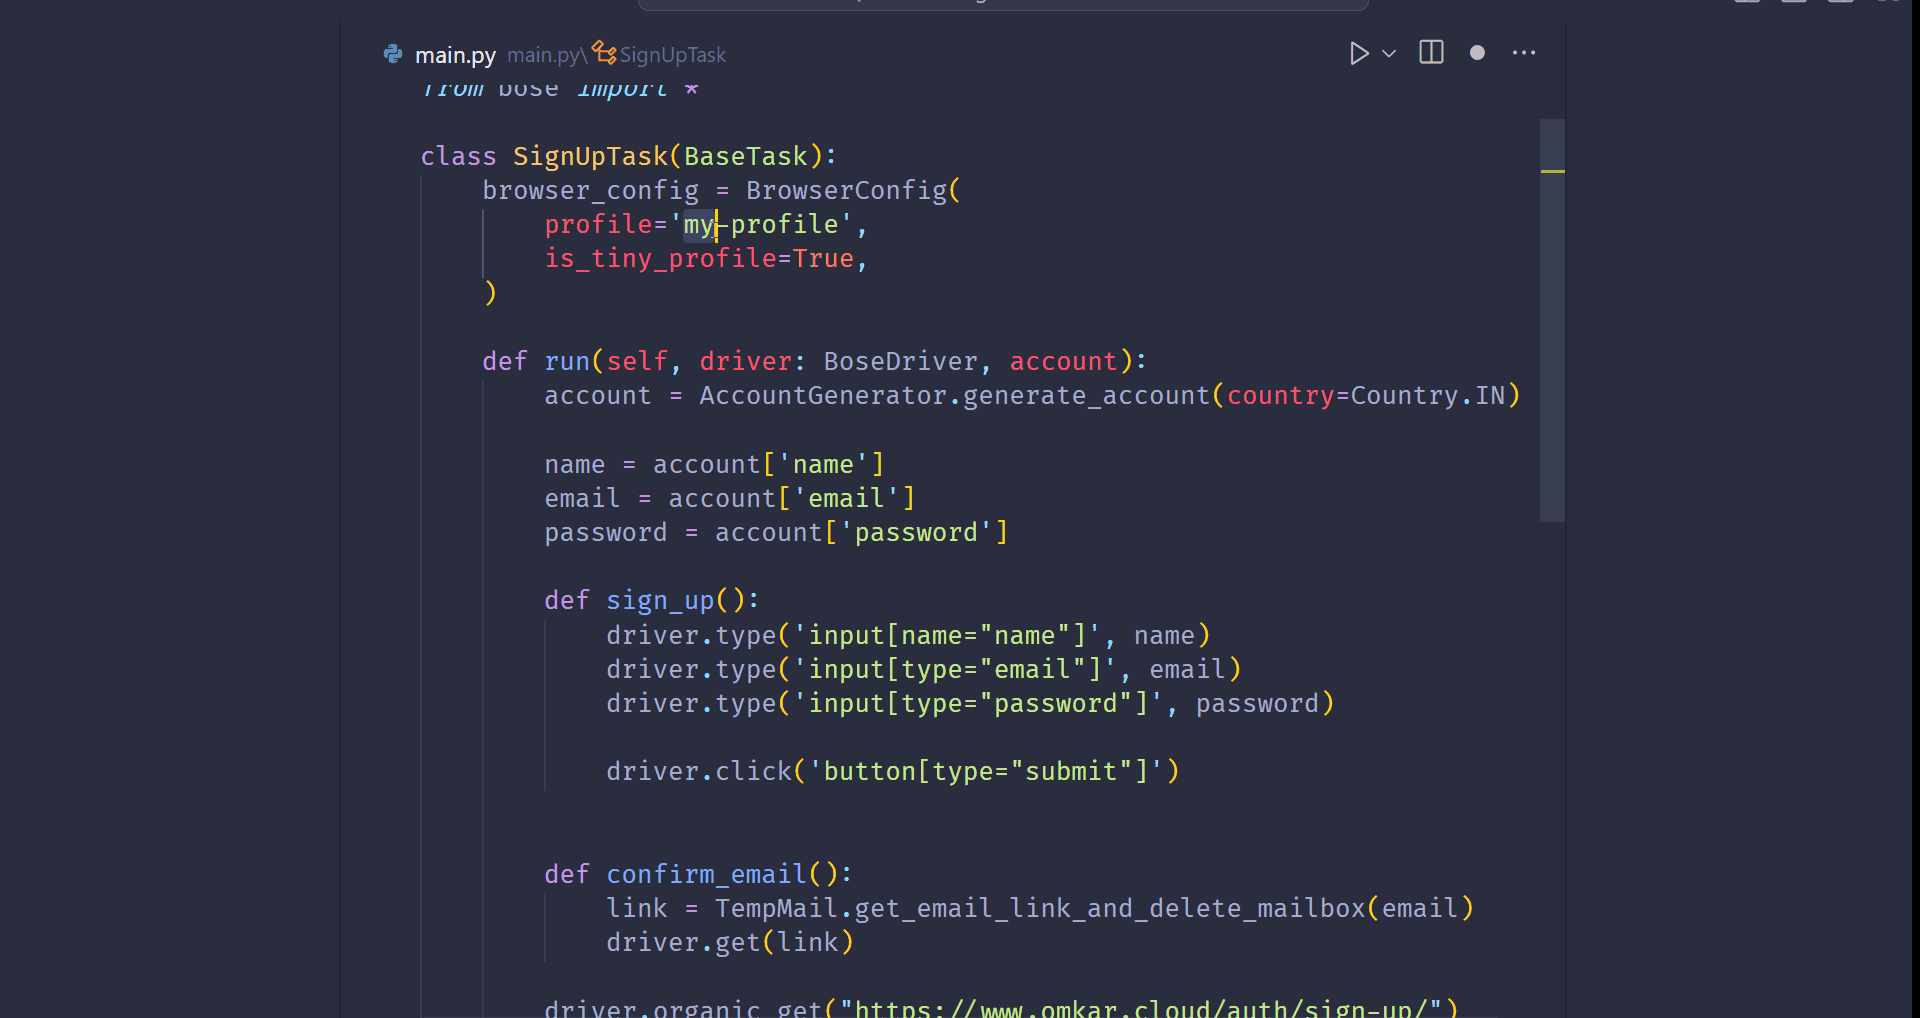 main.py main.py\ SignUpTask
from bose import *
class SignUpTask(BaseTask):
browser_config = BrowserConfig(
profile='my-profile',
is_tiny_profile=True,
)
def run(self, driver: BoseDriver, account):
account = AccountGenerator.generate_account(country=Country.IN)
name = account['name']
email = account['email']
password = account['password']
def sign_up():
driver.type('input[name="name"]', name)
driver.type('input[type="email"]', email)
driver.type('input[type="password"]', password)
driver.click('button[type="submit"]')
def confirm_email():
link = TempMail.get_email_link_and_delete_mailbox(email)
driver.get(link)
driver.organic_get("https://www.omkar.cloud/auth/sign-up/")